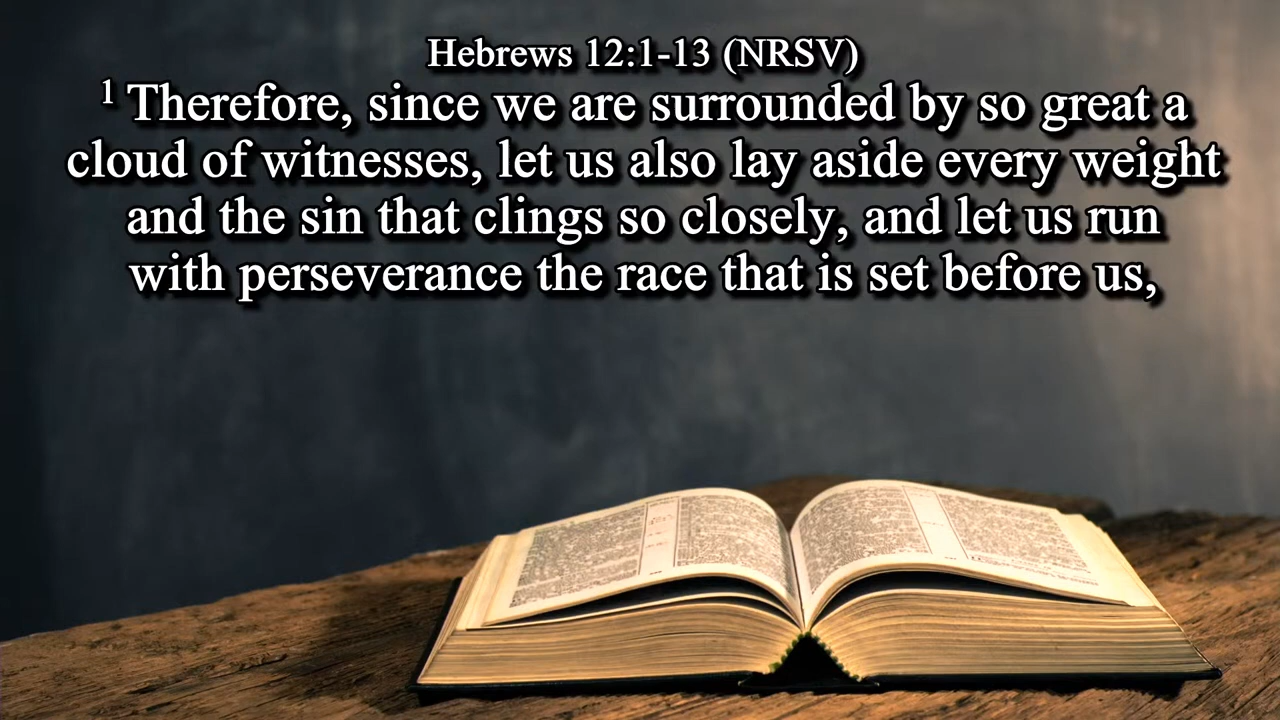 Hebrews 12:1-13 (NRSV)
1 Therefore, since we are surrounded by so great a
cloud of witnesses, let us also lay aside every weight
and the sin that clings so closely, and let us run
with perseverance the race that is set before us,